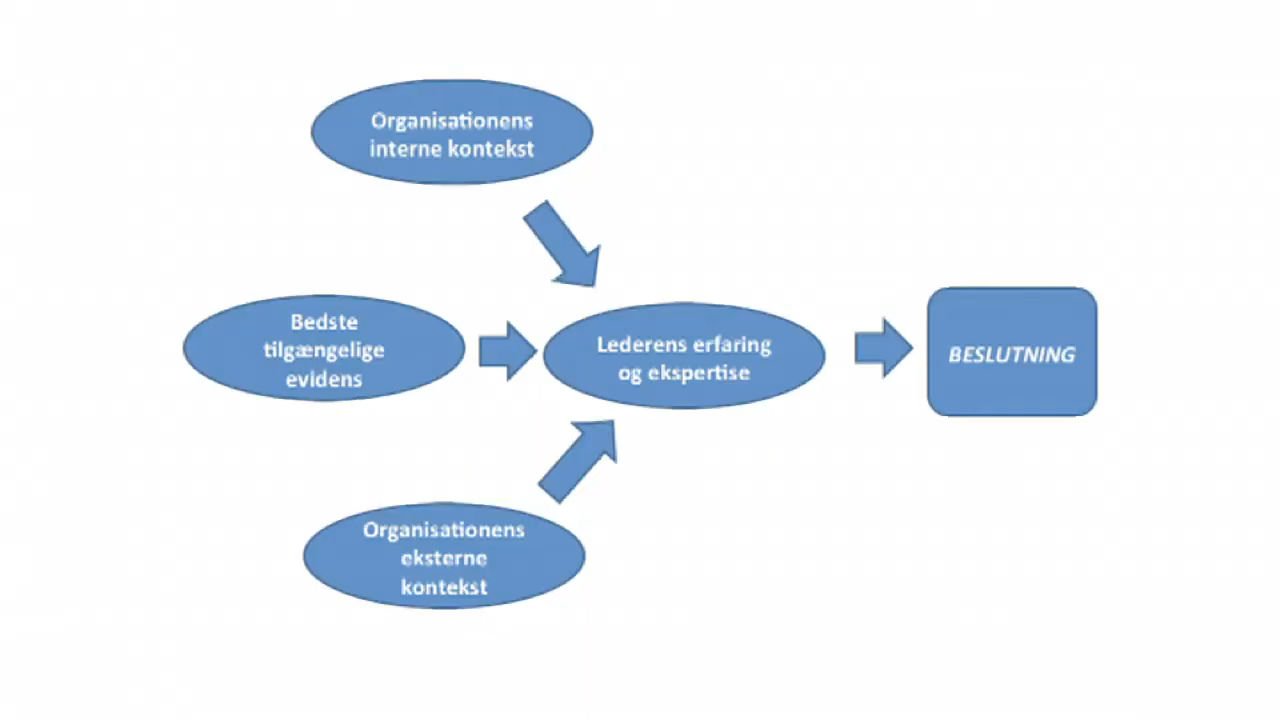 Organisationens
interne kontekst
Bedste
tilgængelige
evidens
Lederens erfaring
og ekspertise
BESLUTNING
Organisationens
eksterne
kontekst